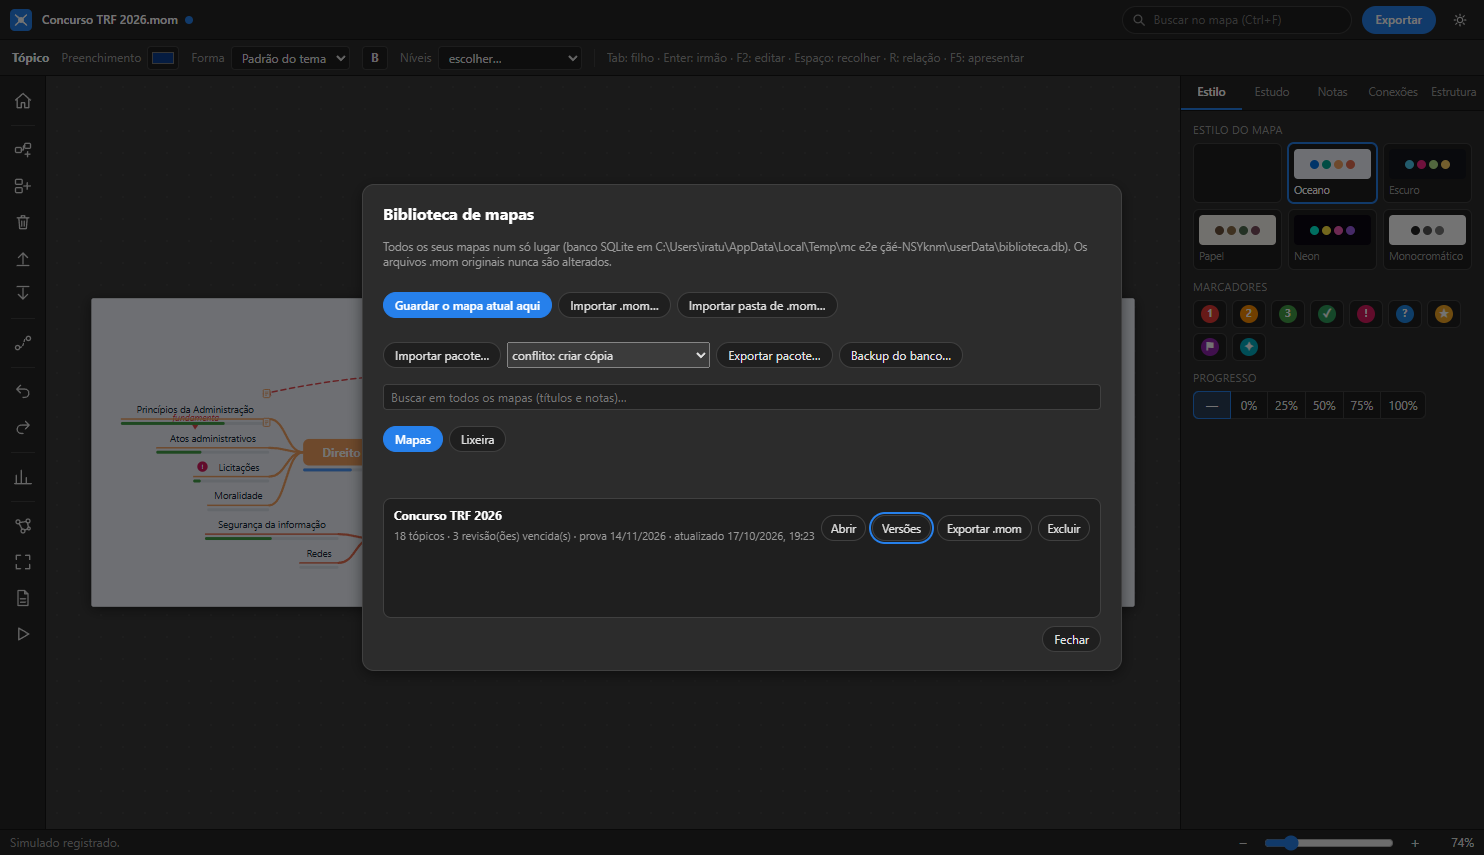 Concurso TRF 2026.mom
Buscar no mapa (Ctrl+F)
Exportar
Tópico Preenchimento Forma Padrão do tema B Níveis escolher... Tab: filho · Enter: irmão · F2: editar · Espaço: recolher · R: relação · F5: apresentar
Estilo Estudo Notas Conexões Estrutura
ESTILO DO MAPA
Oceano
Escuro
Papel
Neon
Monocromático
MARCADORES
1 2 3 ✓ ! ? ★
PROGRESSO
— 0% 25% 50% 75% 100%
Princípios da Administração
fundamenta
Atos administrativos
! Licitações
Moralidade
Segurança da informação
Redes
Direito
Biblioteca de mapas
Todos os seus mapas num só lugar (banco SQLite em C:\Users\iratu\AppData\Local\Temp\mc e2e çãé-NSYknm\userData\biblioteca.db). Os
arquivos .mom originais nunca são alterados.
Guardar o mapa atual aqui Importar .mom... Importar pasta de .mom...
Importar pacote... conflito: criar cópia Exportar pacote... Backup do banco...
Buscar em todos os mapas (títulos e notas)...
Mapas Lixeira
Concurso TRF 2026
18 tópicos · 3 revisão(ões) vencida(s) · prova 14/11/2026 · atualizado 17/10/2026, 19:23
Abrir Versões Exportar .mom Excluir
Fechar
Simulado registrado.
− + 74%